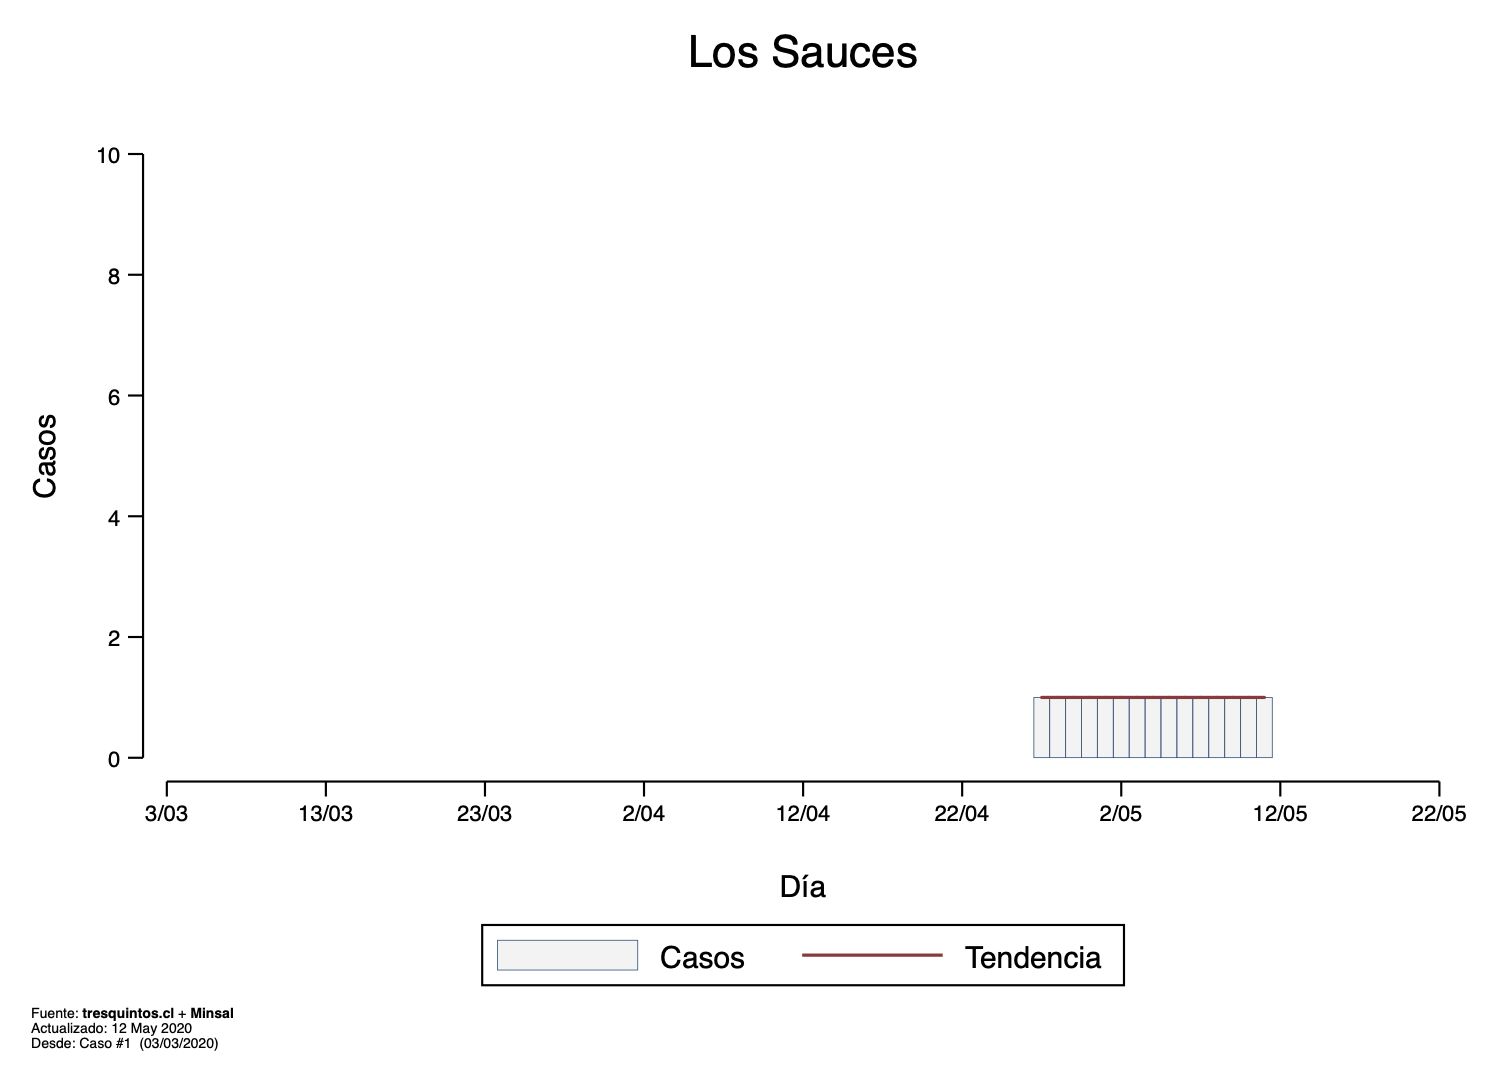 Los Sauces
10
8
6
4
2
0
Casos
3/03 13/03 23/03 2/04 12/04 22/04 2/05 12/05 22/05
Día
Casos Tendencia
Fuente: tresquintos.cl + Minsal
Actualizado: 12 May 2020
Desde: Caso #1 (03/03/2020)